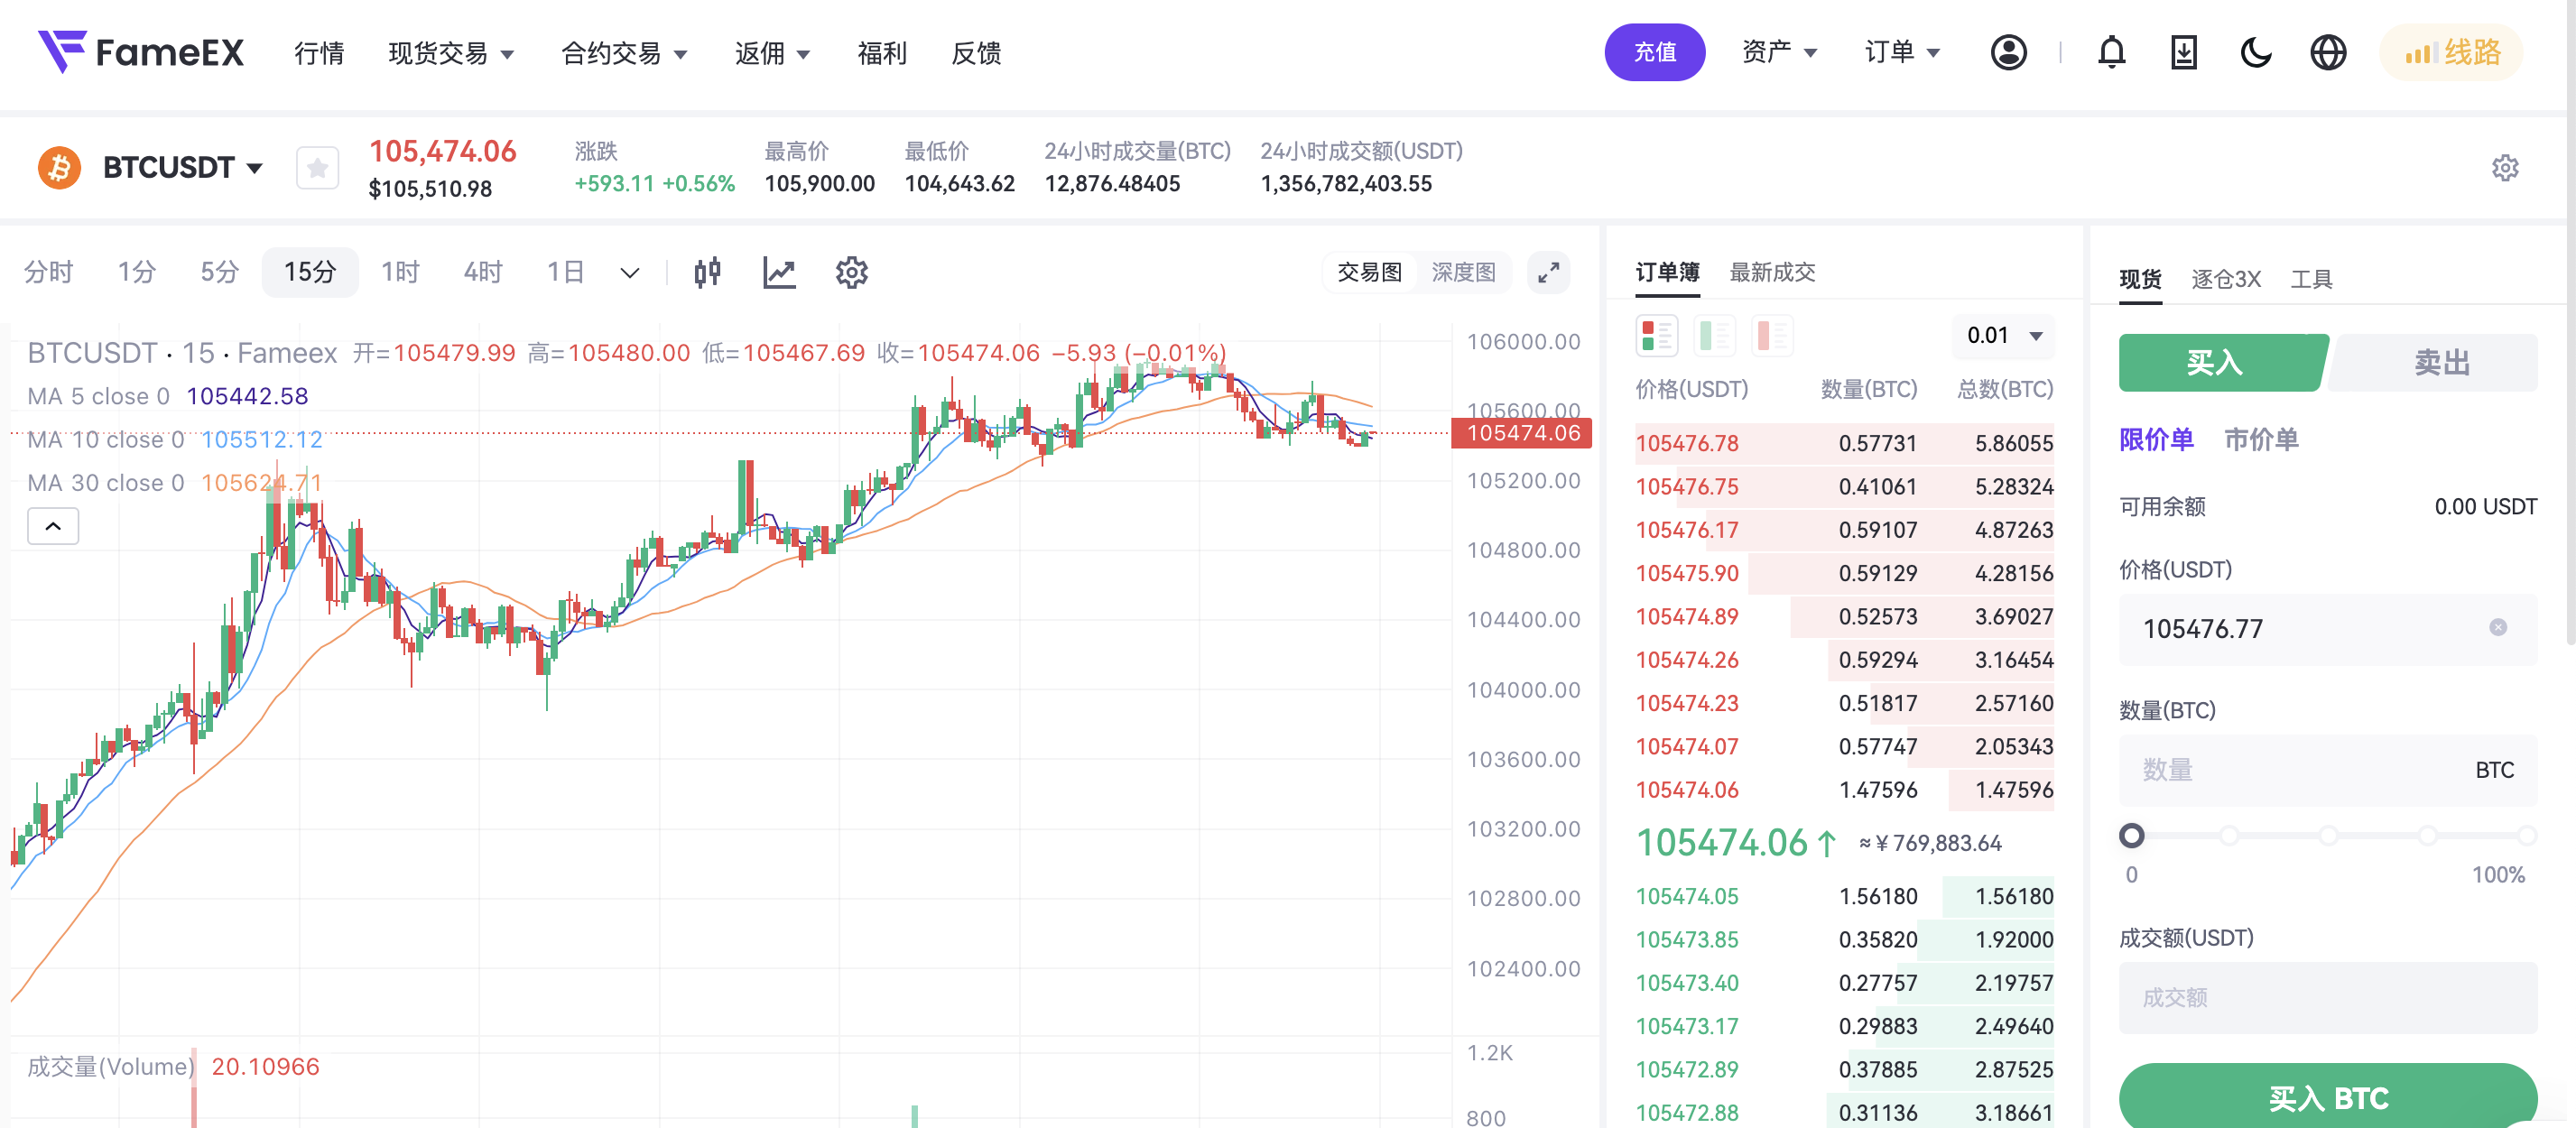 FameEX 行情 现货交易 合约交易 返佣 福利 反馈 充值 资产 订单 线路
BTCUSDT
105,474.06
$105,510.98
涨跌
+593.11 +0.56%
最高价
105,900.00
最低价
104,643.62
24小时成交量(BTC)
12,876.48405
24小时成交额(USDT)
1,356,782,403.55
分时 1分 5分 15分 1时 4时 1日 交易图 深度图
BTCUSDT · 15 · Fameex 开=105479.99 高=105480.00 低=105467.69 收=105474.06 −5.93 (−0.01%)
MA 5 close 0 105442.58
MA 10 close 0 105512.12
MA 30 close 0 105624.71
106000.00
105600.00
105474.06
105200.00
104800.00
104400.00
104000.00
103600.00
103200.00
102800.00
102400.00
成交量(Volume) 20.10966
1.2K
800
订单簿 最新成交
0.01
价格(USDT) 数量(BTC) 总数(BTC)
105476.78 0.57731 5.86055
105476.75 0.41061 5.28324
105476.17 0.59107 4.87263
105475.90 0.59129 4.28156
105474.89 0.52573 3.69027
105474.26 0.59294 3.16454
105474.23 0.51817 2.57160
105474.07 0.57747 2.05343
105474.06 1.47596 1.47596
105474.06↑ ≈ ¥ 769,883.64
105474.05 1.56180 1.56180
105473.85 0.35820 1.92000
105473.40 0.27757 2.19757
105473.17 0.29883 2.49640
105472.89 0.37885 2.87525
105472.88 0.31136 3.18661
现货 逐仓3X 工具
买入 卖出
限价单 市价单
可用余额 0.00 USDT
价格(USDT)
105476.77
数量(BTC)
数量 BTC
0 100%
成交额(USDT)
成交额
买入 BTC